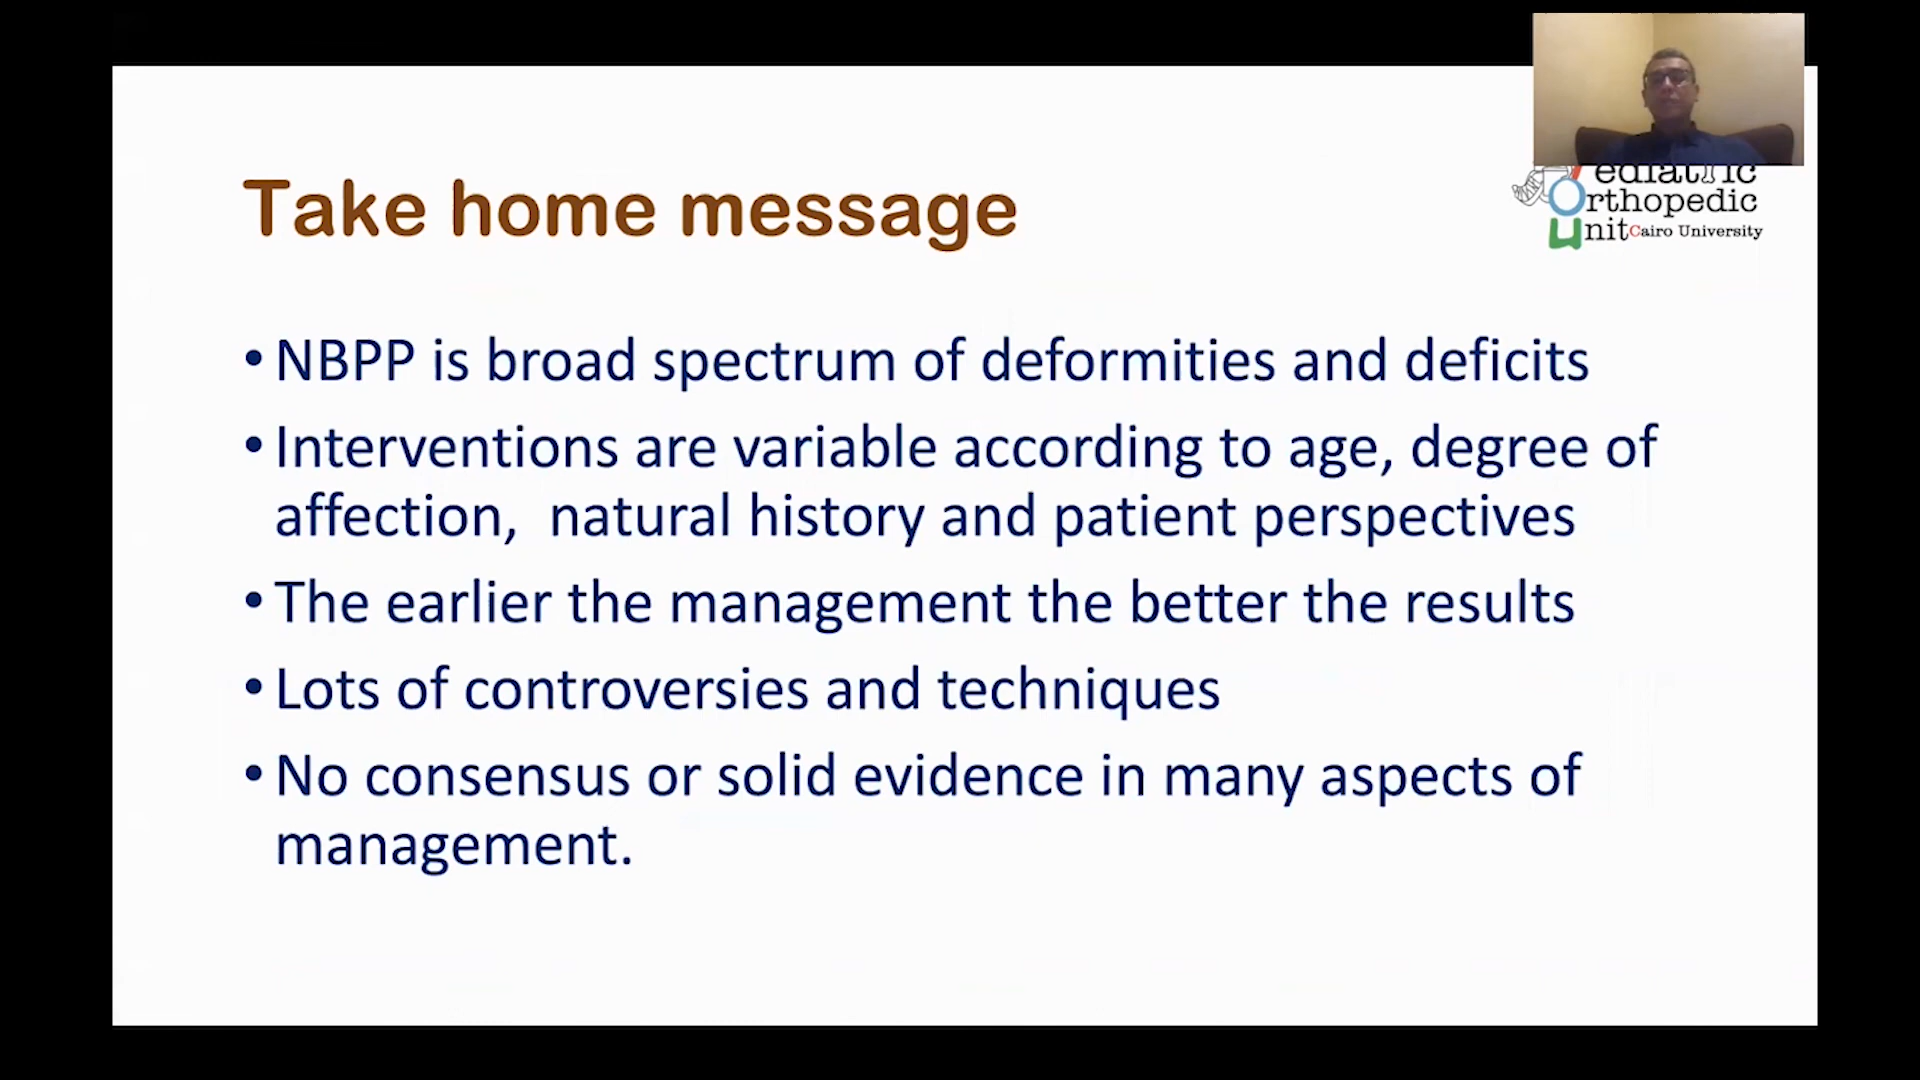 Take home message
ediatric
Orthopedic
Unit Cairo University
•NBPP is broad spectrum of deformities and deficits
•Interventions are variable according to age, degree of
affection,  natural history and patient perspectives
•The earlier the management the better the results
•Lots of controversies and techniques
•No consensus or solid evidence in many aspects of
management.